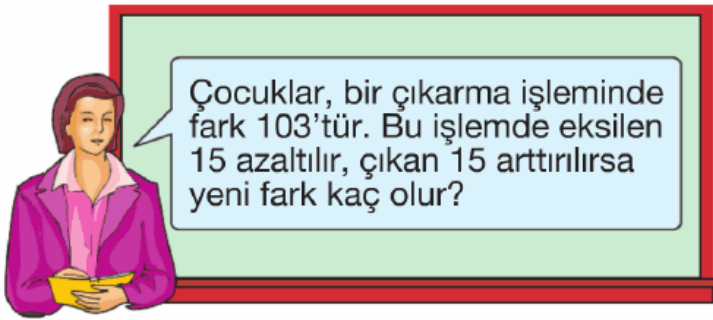 Çocuklar, bir çıkarma işleminde
fark 103'tür. Bu işlemde eksilen
15 azaltılır, çıkan 15 arttırılırsa
yeni fark kaç olur?